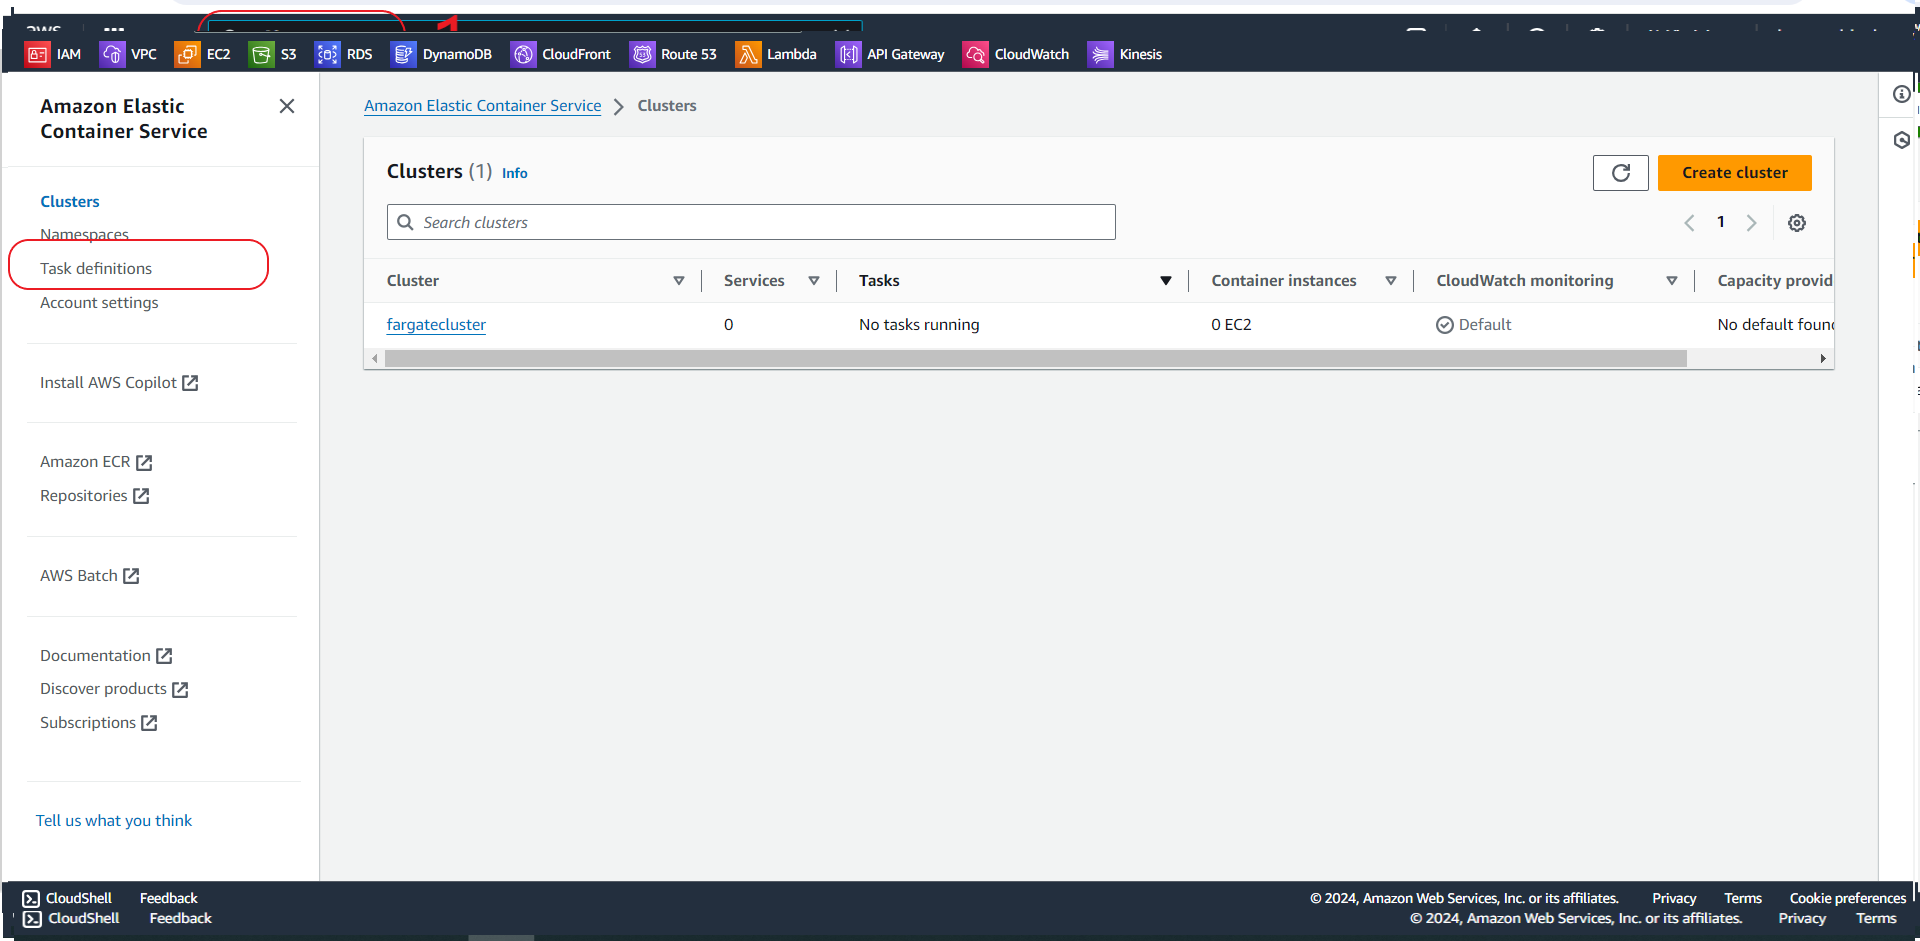 1
IAM VPC EC2 S3 RDS DynamoDB CloudFront Route 53 Lambda API Gateway CloudWatch Kinesis
Amazon Elastic
Container Service
Clusters
Namespaces
Task definitions
Account settings
Install AWS Copilot
Amazon ECR
Repositories
AWS Batch
Documentation
Discover products
Subscriptions
Tell us what you think
Amazon Elastic Container Service Clusters
Clusters (1) Info
Create cluster
Search clusters
1
Cluster Services Tasks Container instances CloudWatch monitoring Capacity provid
fargatecluster 0 No tasks running 0 EC2 Default No default foun
CloudShell Feedback © 2024, Amazon Web Services, Inc. or its affiliates. Privacy Terms Cookie preferences
CloudShell Feedback © 2024, Amazon Web Services, Inc. or its affiliates. Privacy Terms